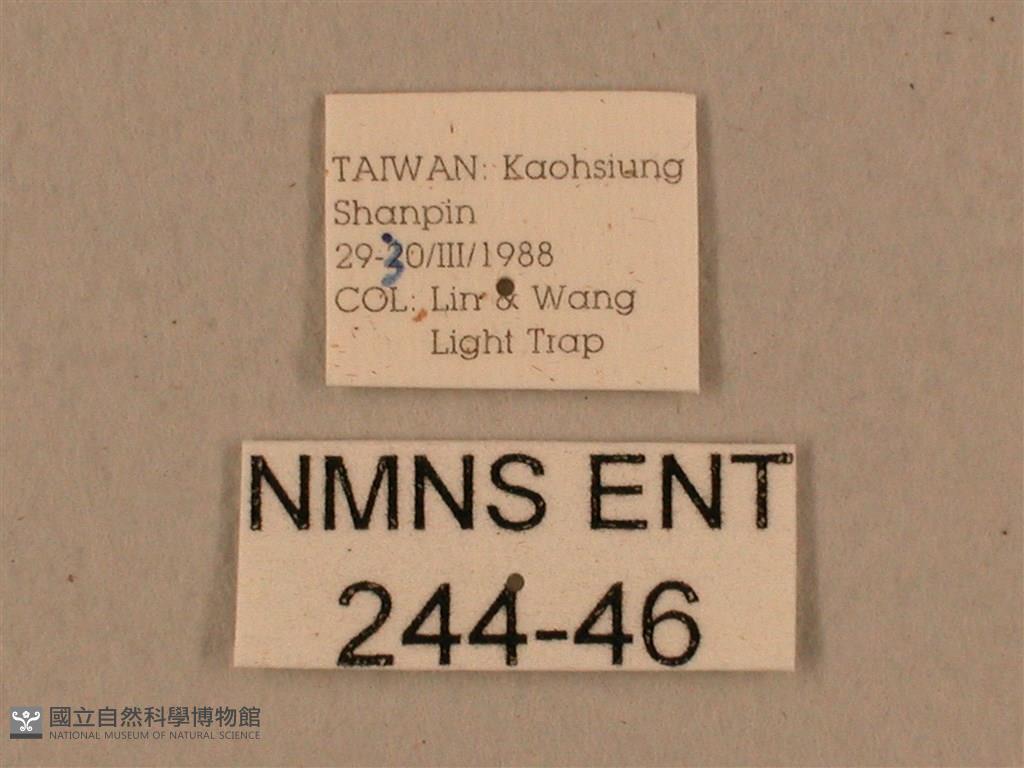 TAIWAN: Kaohsiung
Shanpin
29-30/III/1988
COL: Lin & Wang
Light Trap
NMNS ENT
244-46
國立自然科學博物館
NATIONAL MUSEUM OF NATURAL SCIENCE